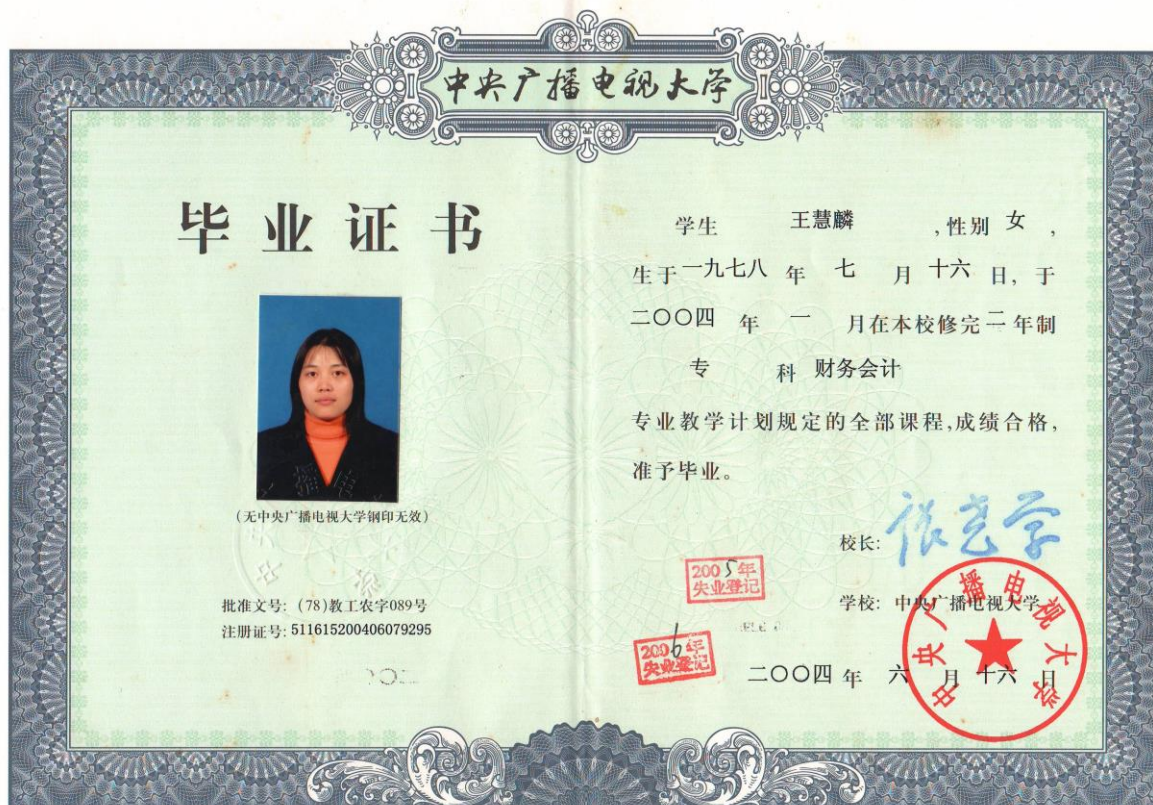 中央广播电视大学
毕业证书
(无中央广播电视大学钢印无效)
批准文号: (78)教工农字089号
注册证号: 511615200406079295
学生 王慧麟 ,性别 女 ,
生于 一九七八 年 七 月 十六 日, 于
二〇〇四 年 一 月在本校修完 二 年制
专 科 财务会计
专业教学计划规定的全部课程,成绩合格,
准予毕业。
校长:
学校: 中央广播电视大学
二〇〇四 年 六 月 十六 日
2005年
失业登记
2006年
失业登记
中央广播电视大学